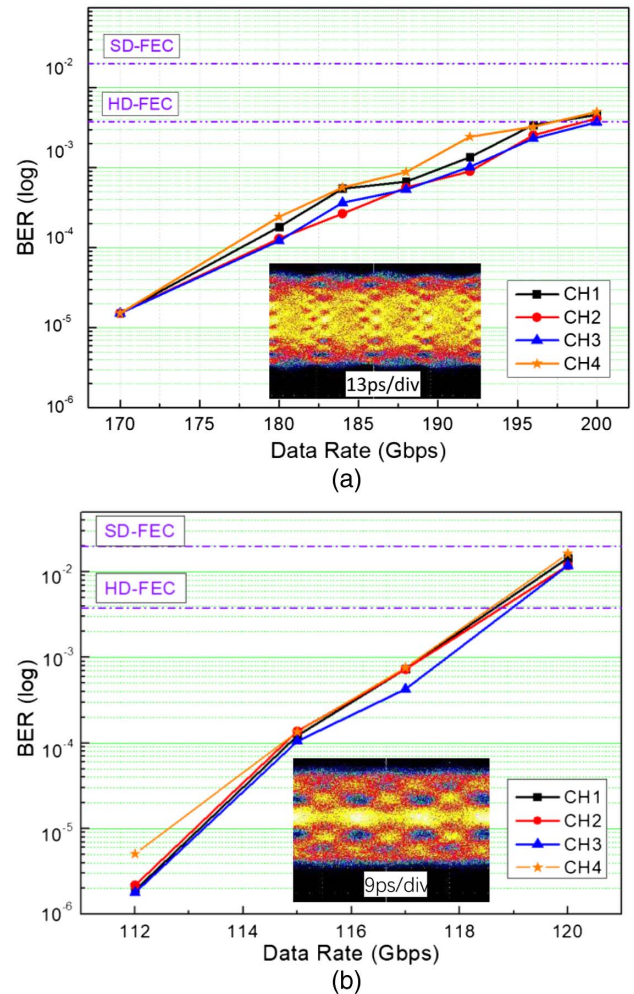 SD-FEC
10⁻²
HD-FEC
10⁻³
BER (log)
10⁻⁴
10⁻⁵
10⁻⁶
CH1
CH2
CH3
CH4
13ps/div
170 175 180 185 190 195 200
Data Rate (Gbps)
(a)
SD-FEC
10⁻²
HD-FEC
10⁻³
BER (log)
10⁻⁴
10⁻⁵
10⁻⁶
CH1
CH2
CH3
CH4
9ps/div
112 114 116 118 120
Data Rate (Gbps)
(b)